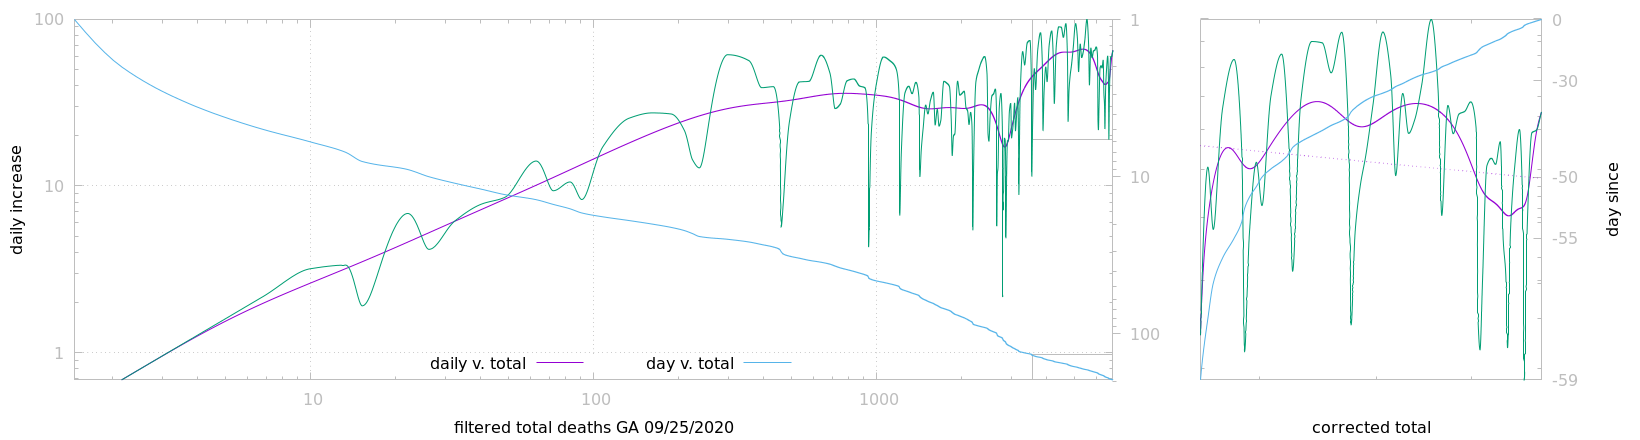 100
10
1
daily increase
10
100
1000
filtered total deaths GA 09/25/2020
daily v. total
day v. total
1
10
100
0
-30
-50
-55
-59
day since
corrected total